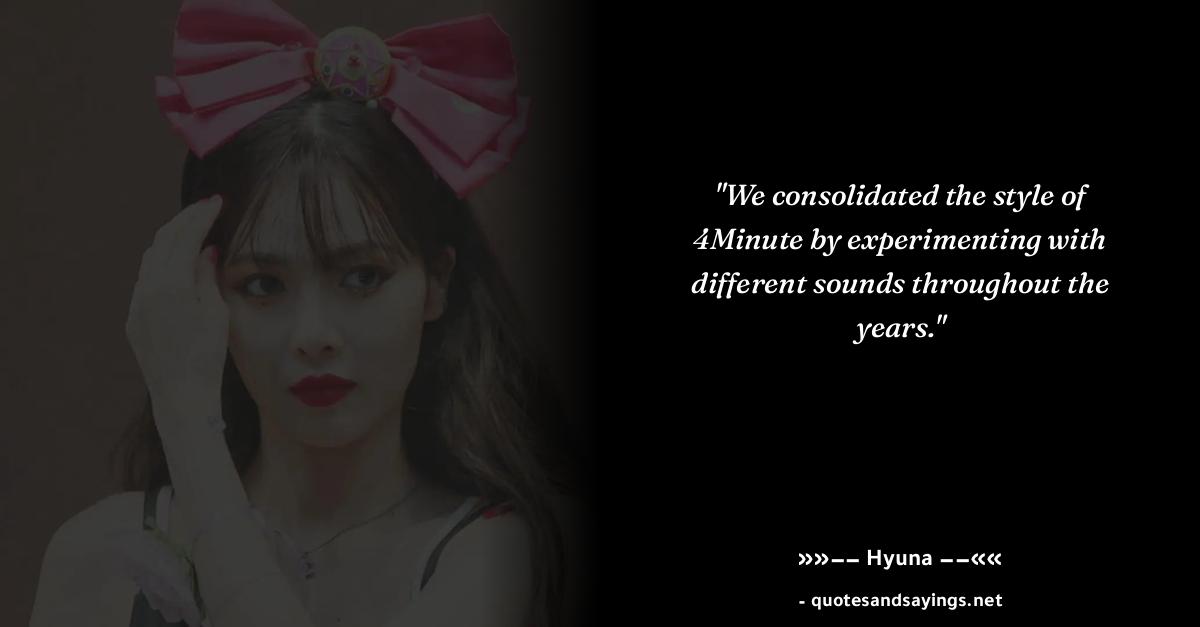 "We consolidated the style of
4Minute by experimenting with
different sounds throughout the
years."
»»−− Hyuna −−««
- quotesandsayings.net